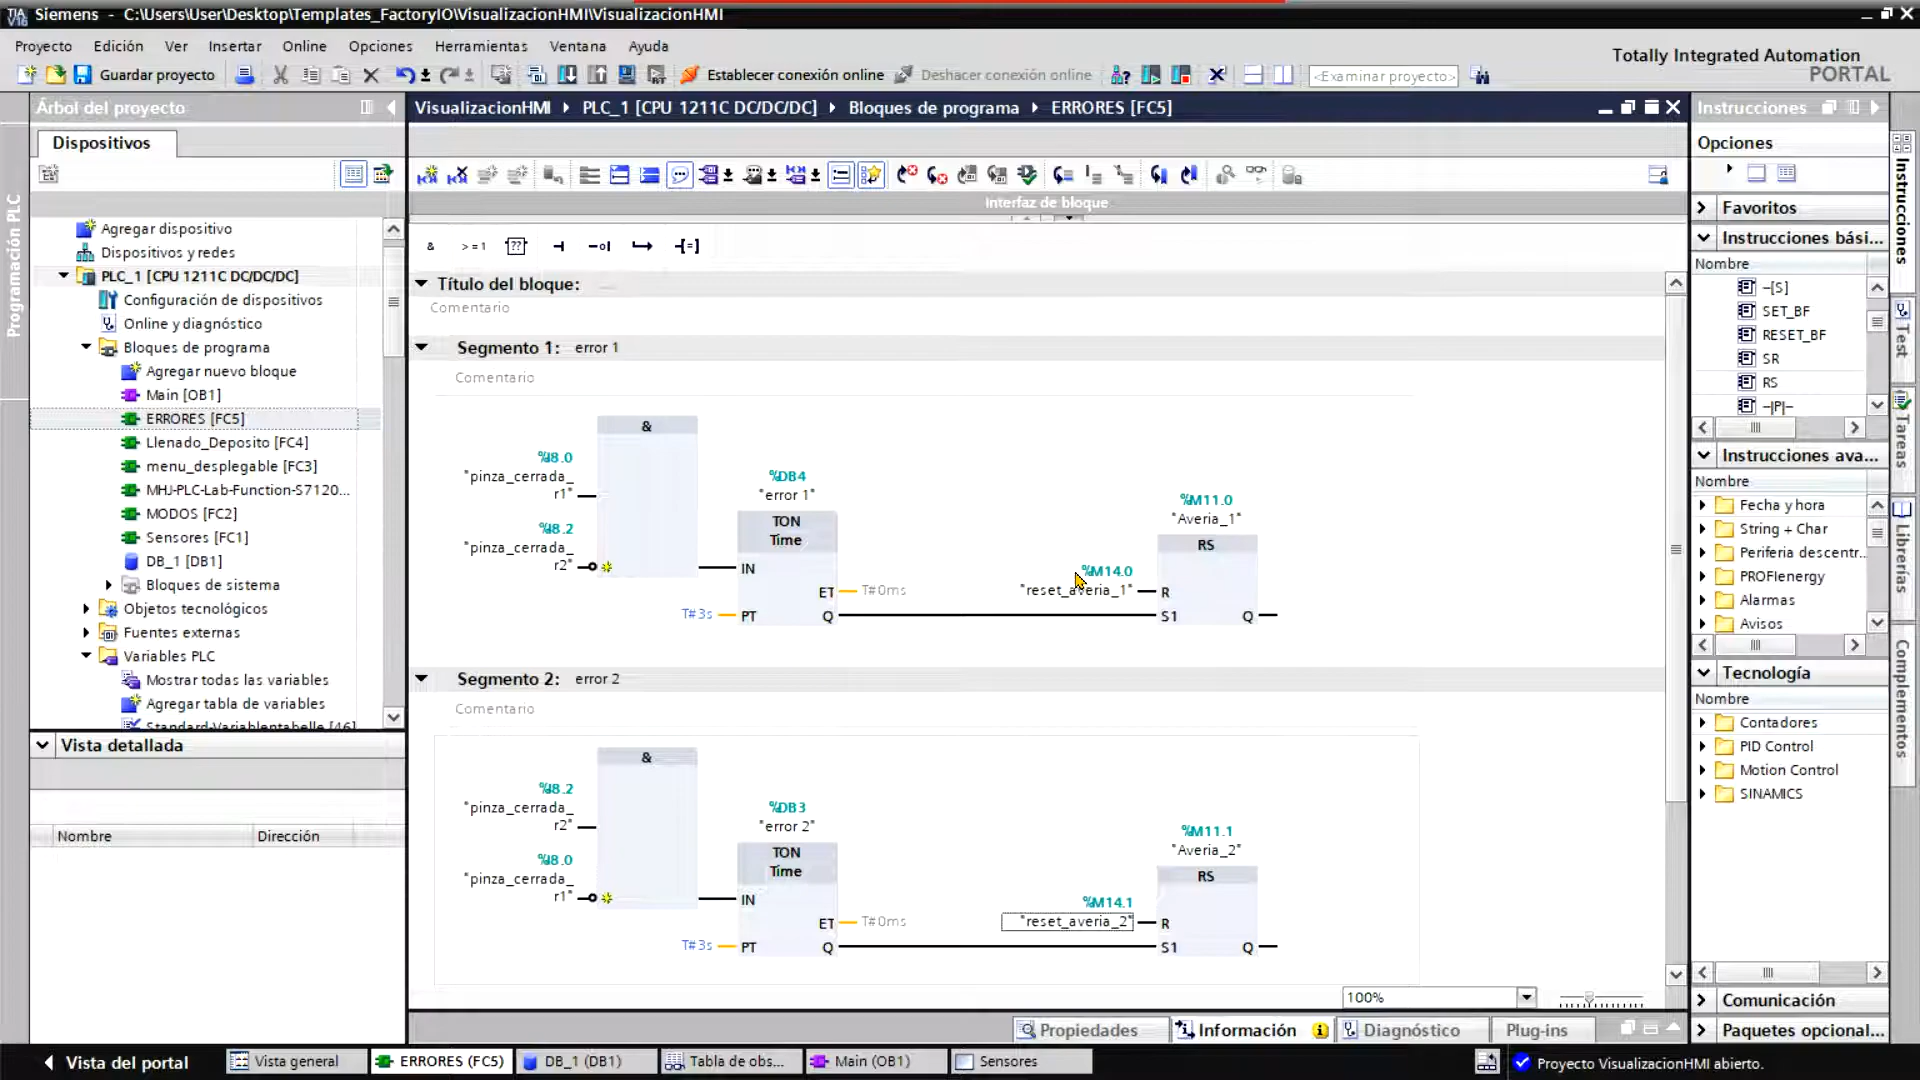 Siemens - C:\Users\User\Desktop\Templates_FactoryIO\VisualizacionHMI\VisualizacionHMI
Proyecto Edición Ver Insertar Online Opciones Herramientas Ventana Ayuda
Totally Integrated Automation
PORTAL
Guardar proyecto
Establecer conexión online
Deshacer conexión online
<Examinar proyecto>
Árbol del proyecto
VisualizacionHMI PLC_1 [CPU 1211C DC/DC/DC] Bloques de programa ERRORES [FC5]
Instrucciones
Dispositivos
Opciones
Interfaz de bloque
Programación PLC
Agregar dispositivo
Dispositivos y redes
PLC_1 [CPU 1211C DC/DC/DC]
Configuración de dispositivos
Online y diagnóstico
Bloques de programa
Agregar nuevo bloque
Main [OB1]
ERRORES [FC5]
Llenado_Deposito [FC4]
menu_desplegable [FC3]
MHJ-PLC-Lab-Function-S7120...
MODOS [FC2]
Sensores [FC1]
DB_1 [DB1]
Bloques de sistema
Objetos tecnológicos
Fuentes externas
Variables PLC
Mostrar todas las variables
Agregar tabla de variables
Standard-Variablentabelle [46]
Vista detallada
Nombre Dirección
& >=1 ??
Título del bloque:
Comentario
Segmento 1: error 1
Comentario
&
%I8.0
"pinza_cerrada_
r1"
%I8.2
"pinza_cerrada_
r2"
%DB4
"error 1"
TON
Time
IN
ET T#0ms
T#3s PT Q
%M14.0
"reset_averia_1" R
%M11.0
"Averia_1"
RS
S1 Q
Segmento 2: error 2
Comentario
&
%I8.2
"pinza_cerrada_
r2"
%I8.0
"pinza_cerrada_
r1"
%DB3
"error 2"
TON
Time
IN
ET T#0ms
T#3s PT Q
%M14.1
"reset_averia_2" R
%M11.1
"Averia_2"
RS
S1 Q
100%
Propiedades Información Diagnóstico Plug-ins
Favoritos
Instrucciones bási...
Nombre
-[S]
SET_BF
RESET_BF
SR
RS
-|P|-
Instrucciones ava...
Nombre
Fecha y hora
String + Char
Periferia descentr...
PROFIenergy
Alarmas
Avisos
Tecnología
Nombre
Contadores
PID Control
Motion Control
SINAMICS
Comunicación
Paquetes opcional...
Instrucciones
Test
Tareas
Librerías
Complementos
Vista del portal
Vista general
ERRORES (FC5)
DB_1 (DB1)
Tabla de obs...
Main (OB1)
Sensores
Proyecto VisualizacionHMI abierto.